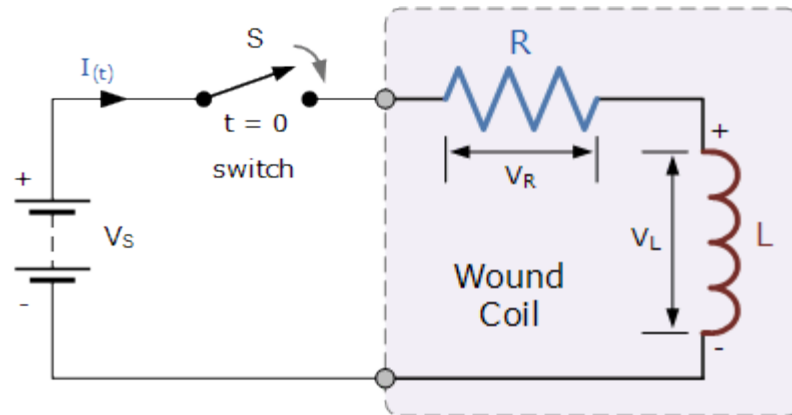 S
R
I(t)
t = 0
switch
+
VR
+
VS
VL
L
Wound
Coil
-
-